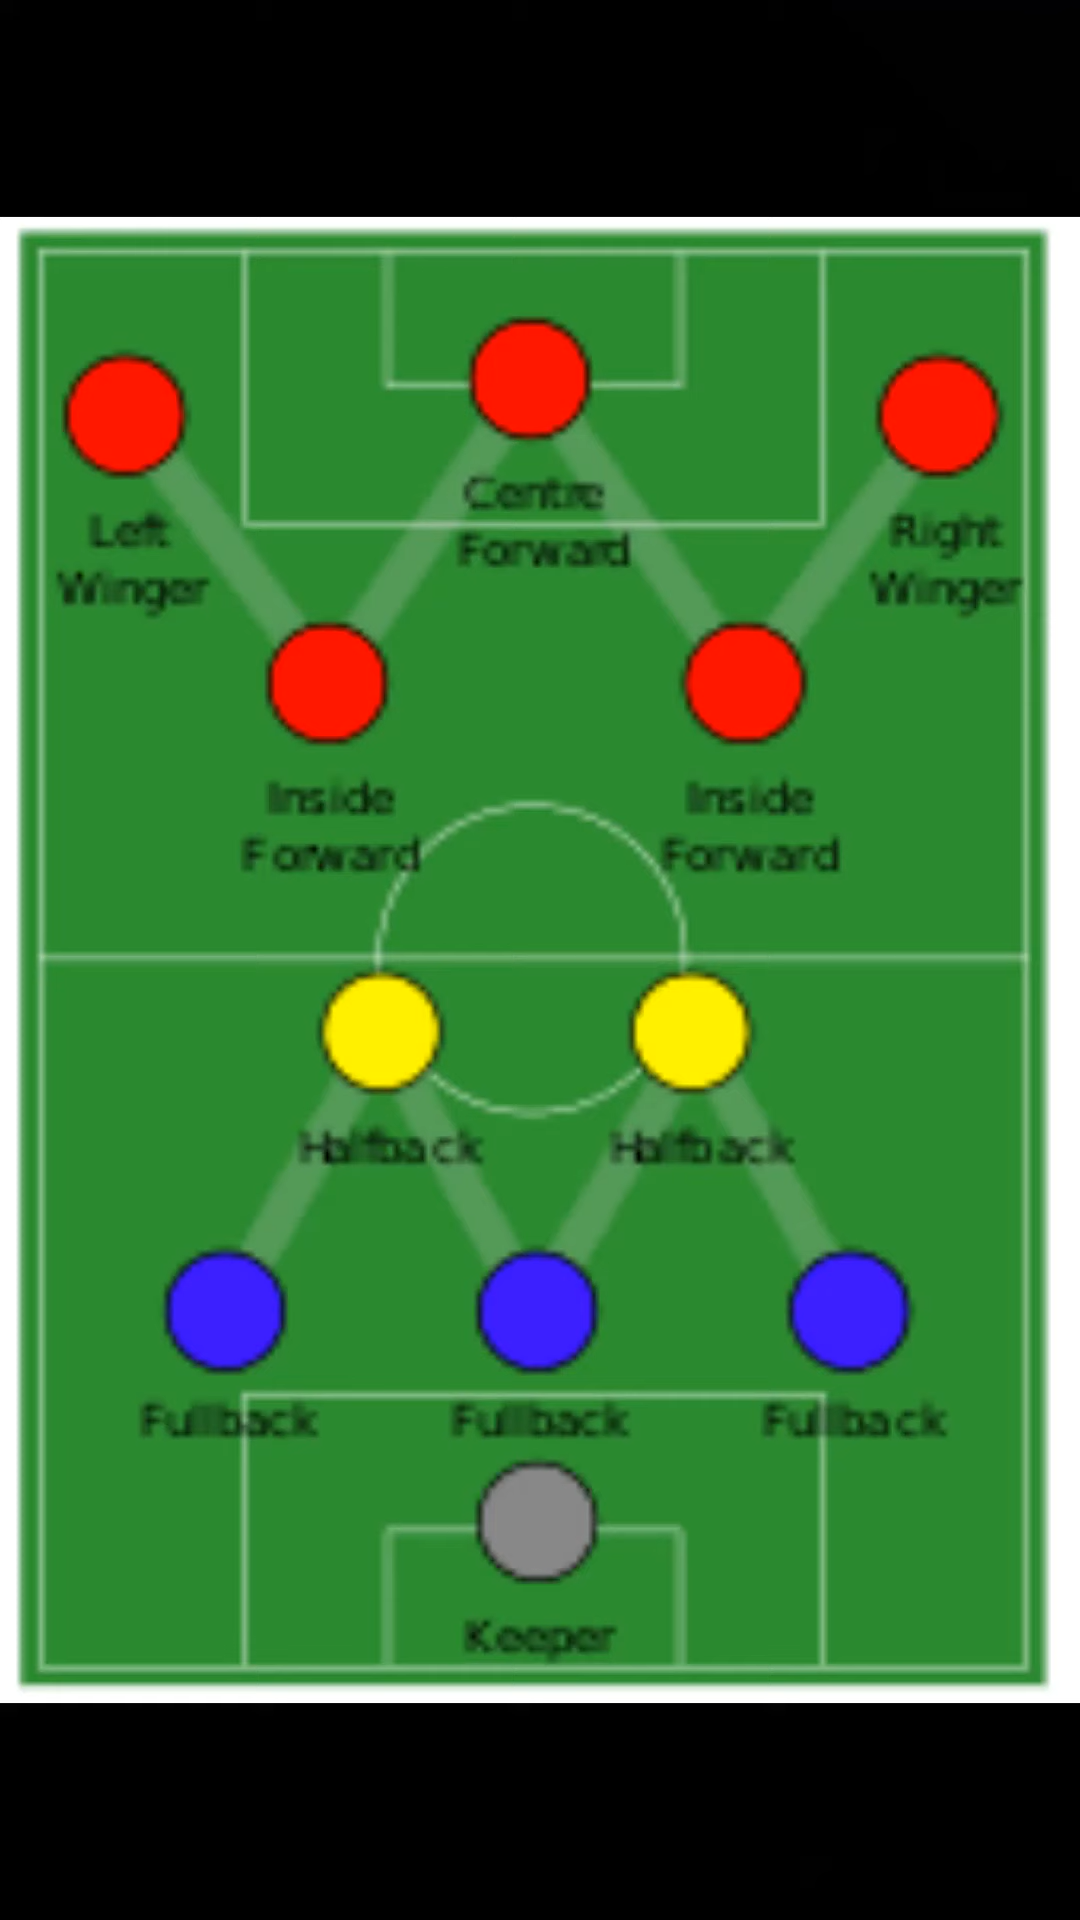 Centre
Forward
Left
Winger
Right
Winger
Inside
Forward
Inside
Forward
Halfback
Halfback
Fullback
Fullback
Fullback
Keeper